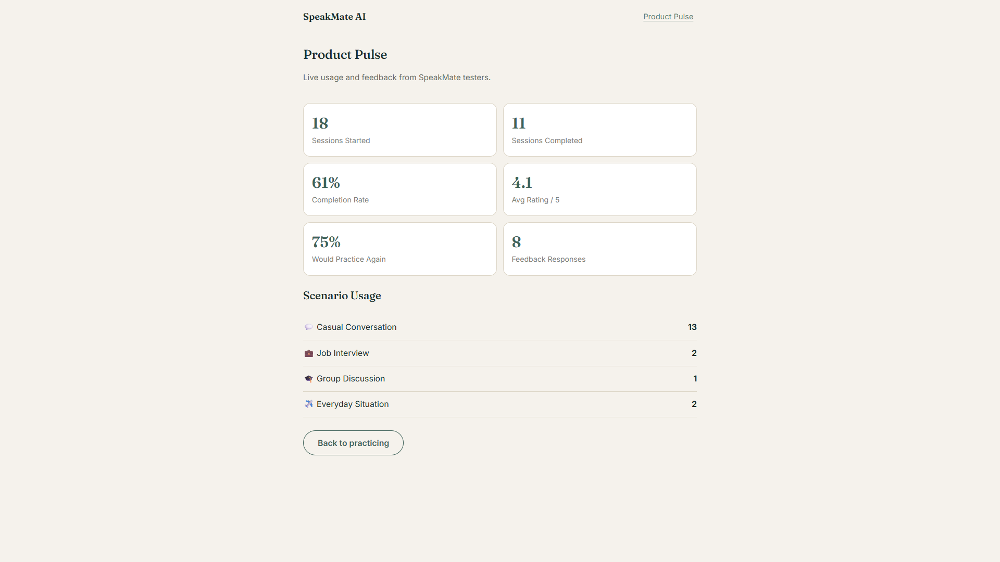 SpeakMate AI
Product Pulse
Product Pulse
Live usage and feedback from SpeakMate testers.
18
Sessions Started
11
Sessions Completed
61%
Completion Rate
4.1
Avg Rating / 5
75%
Would Practice Again
8
Feedback Responses
Scenario Usage
Casual Conversation 13
Job Interview 2
Group Discussion 1
Everyday Situation 2
Back to practicing